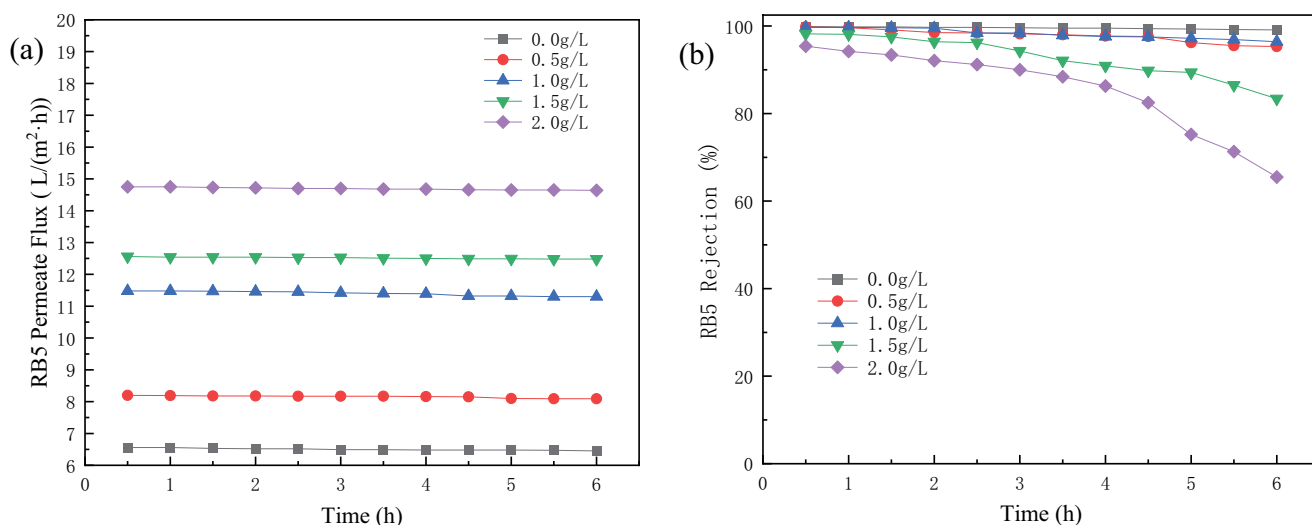 (a)
RB5 Permeate Flux ( L/(m²·h))
20
19
18
17
16
15
14
13
12
11
10
9
8
7
6
0 1 2 3 4 5 6
Time (h)
0.0g/L
0.5g/L
1.0g/L
1.5g/L
2.0g/L
(b)
RB5 Rejection (%)
100
80
60
40
20
0
0 1 2 3 4 5 6
Time (h)
0.0g/L
0.5g/L
1.0g/L
1.5g/L
2.0g/L